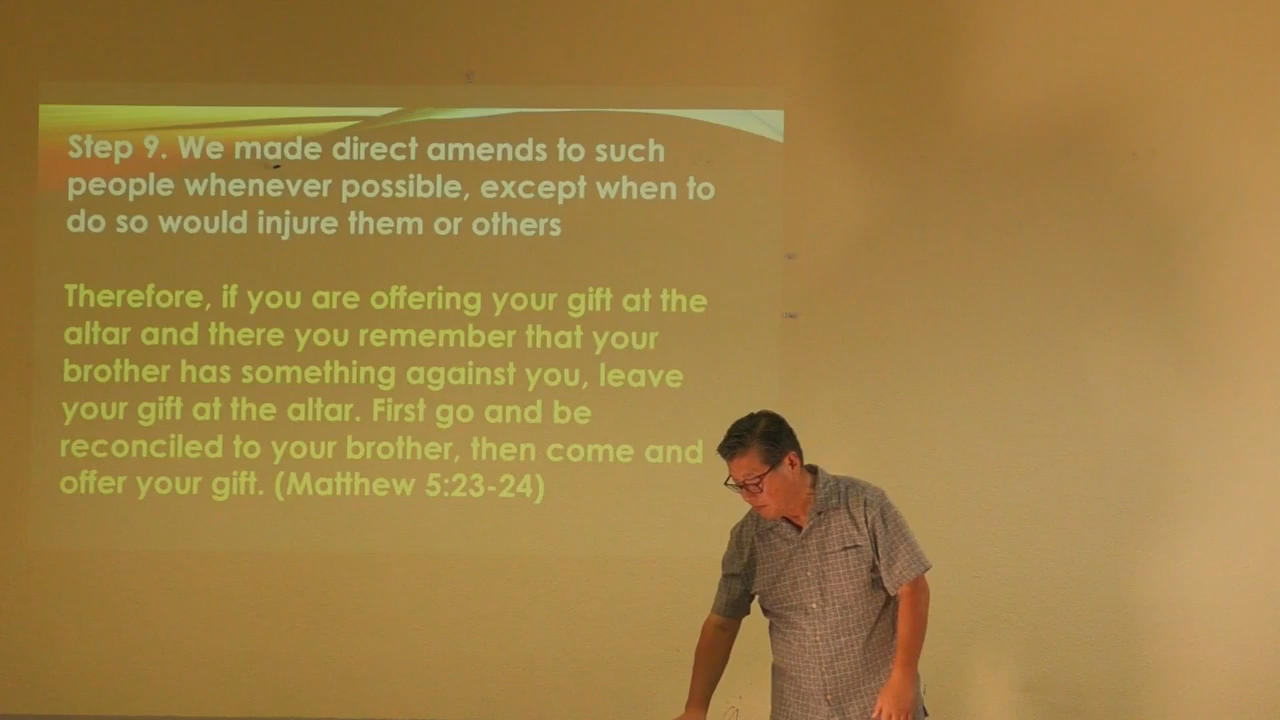 Step 9. We made direct amends to such
people whenever possible, except when to
do so would injure them or others
Therefore, if you are offering your gift at the
altar and there you remember that your
brother has something against you, leave
your gift at the altar. First go and be
reconciled to your brother, then come and
offer your gift. (Matthew 5:23-24)